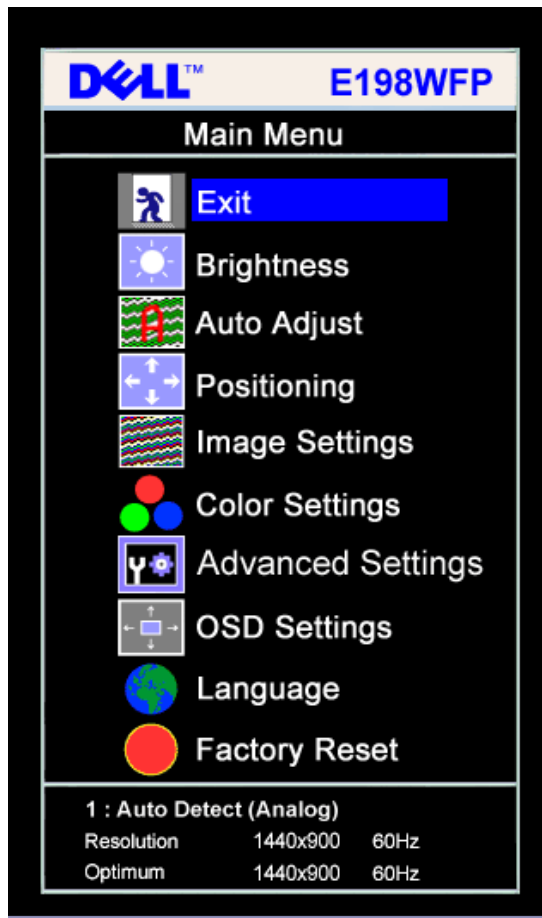 DELL™ E198WFP
Main Menu
Exit
Brightness
Auto Adjust
Positioning
Image Settings
Color Settings
Advanced Settings
OSD Settings
Language
Factory Reset
1 : Auto Detect (Analog)
Resolution 1440x900 60Hz
Optimum 1440x900 60Hz